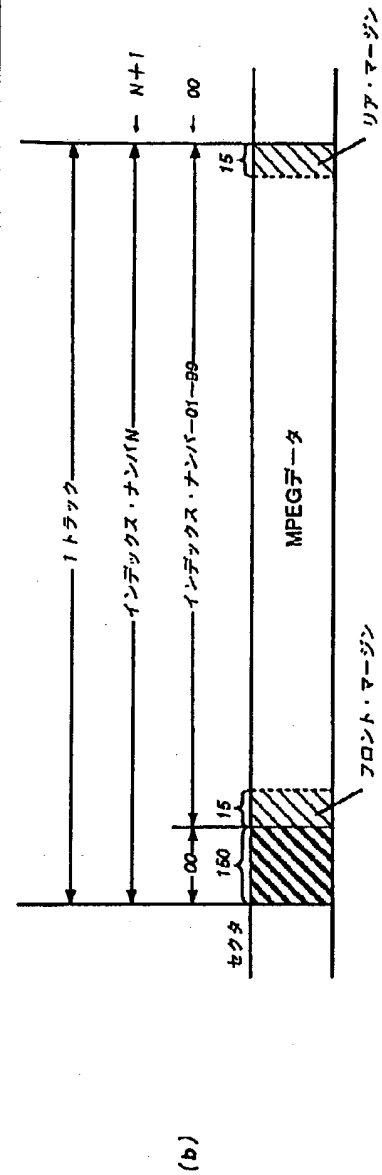 (b)
1トラック
インデックス・ナンバN
← N+1
00
インデックス・ナンバー01~99
← 00
セクタ
150
15
15
MPEGデータ
フロント・マージン
リア・マージン